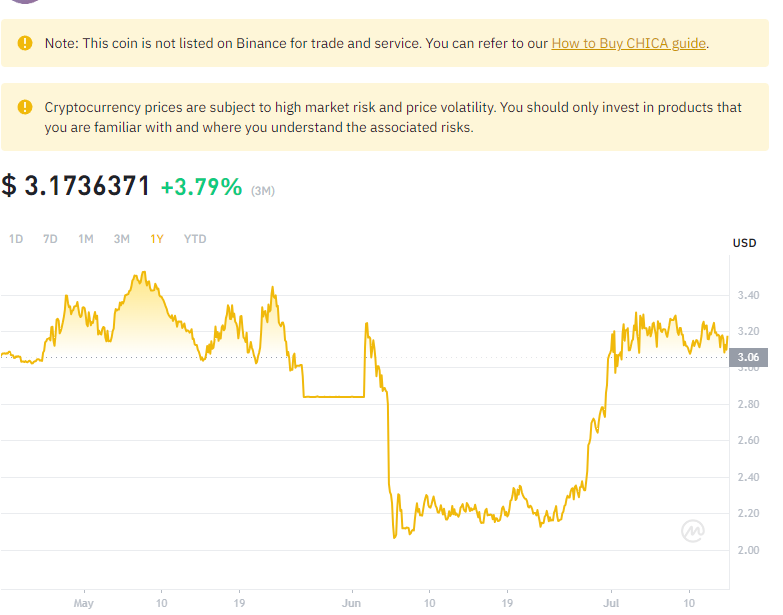 Note: This coin is not listed on Binance for trade and service. You can refer to our How to Buy CHICA guide.
Cryptocurrency prices are subject to high market risk and price volatility. You should only invest in products that
you are familiar with and where you understand the associated risks.
$ 3.1736371 +3.79% (3M)
1D 7D 1M 3M 1Y YTD
USD
3.40
3.20
3.06
3.00
2.80
2.60
2.40
2.20
2.00
May 10 19 Jun 10 19 Jul 10